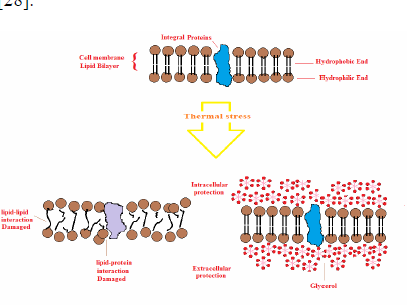 [28].
Integral Proteins
Cell membrane
Lipid Bilayer
Hydrophobic End
Hydrophilic End
Thermal stress
Intracellular
protection
lipid-lipid
interaction
Damaged
lipid-protein
interaction
Damaged
Extracellular
protection
Glycerol